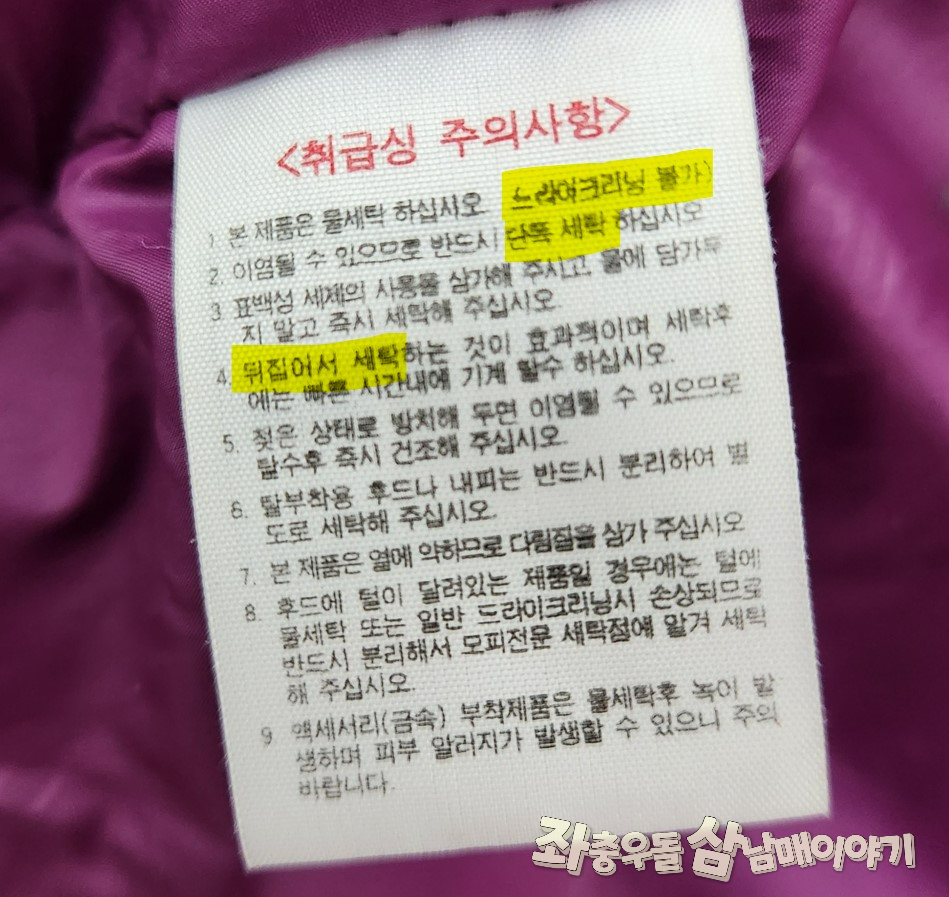 <취급싱 주의사항>
1 본 제품은 물세탁 하십시오. 드라이크리닝 불가)
2. 이염될 수 있으므로 반드시 단독 세탁 하십시오
3 표백성 세제의 사용을 삼가해 주시고 물에 담가두
지 말고 즉시 세탁해 주십시오.
4. 뒤집어서 세탁하는 것이 효과적이며 세탁후
에는 빠른 시간내에 기계 탈수 하십시오.
5. 젖은 상태로 방치해 두면 이염될 수 있으므로
탈수후 즉시 건조해 주십시오.
6. 탈부착용 후드나 내피는 반드시 분리하여 별
도로 세탁해 주십시오.
7. 본 제품은 열에 약하므로 다림질을 삼가 주십시오
8. 후드에 털이 달려있는 제품일 경우에는 털에
물세탁 또는 일반 드라이크리닝시 손상되므로
반드시 분리해서 모피전문 세탁점에 맡겨 세탁
해 주십시오.
9 액세서리(금속) 부착제품은 물세탁후 녹이 발
생하며 피부 알러지가 발생할 수 있으니 주의
바랍니다.
좌충우돌 삼남매이야기